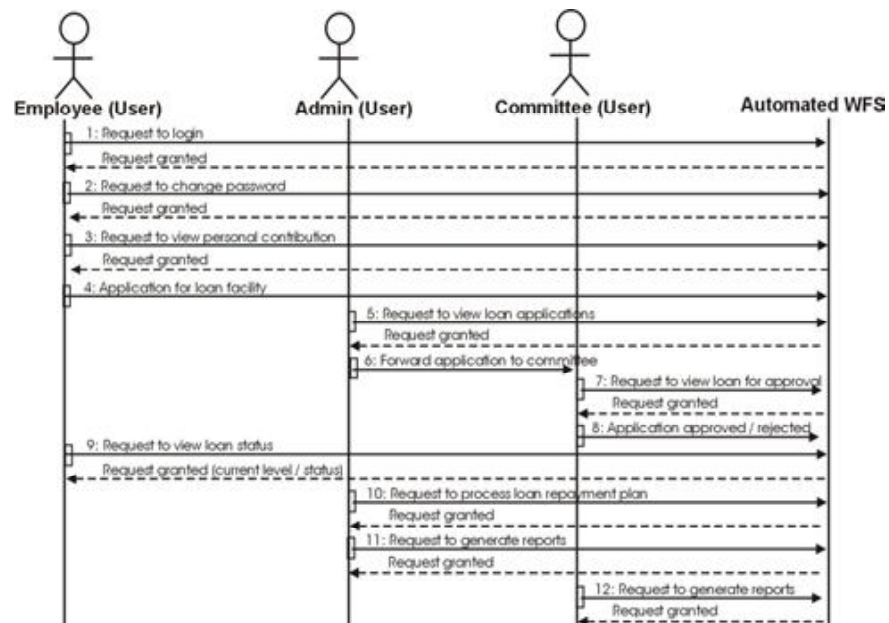 Employee (User) Admin (User) Committee (User) Automated WFS
1: Request to login
Request granted
2: Request to change password
Request granted
3: Request to view personal contribution
Request granted
4: Application for loan facility
5: Request to view loan applications
Request granted
6: Forward application to committee
7: Request to view loan for approval
Request granted
8: Application approved / rejected
9: Request to view loan status
Request granted (current level / status)
10: Request to process loan repayment plan
Request granted
11: Request to generate reports
Request granted
12: Request to generate reports
Request granted